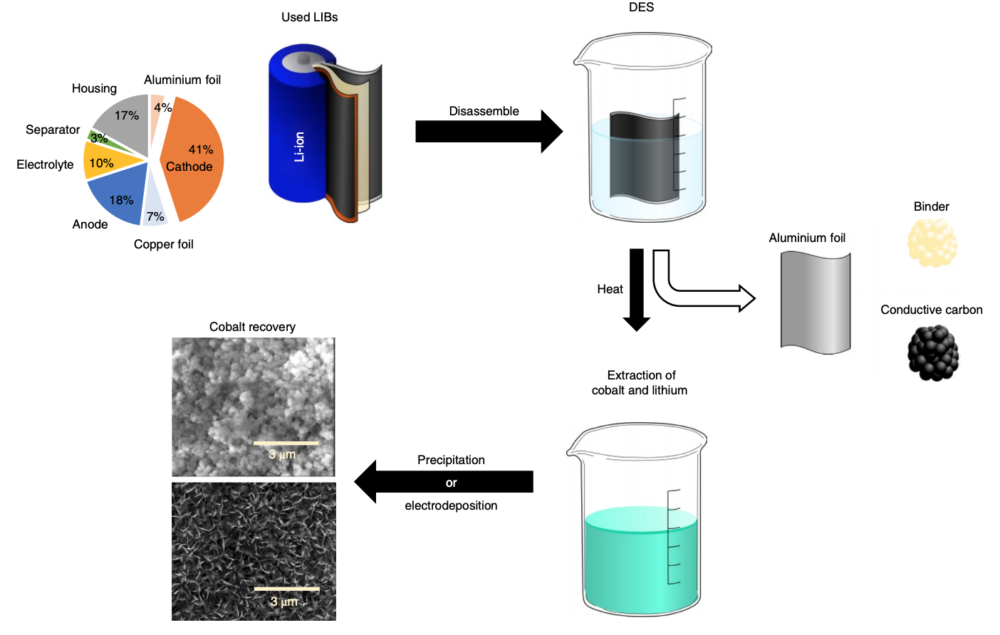 Used LIBs
DES
Aluminium foil
Housing
4%
17%
Separator
3%
41%
Cathode
Electrolyte
10%
18%
7%
Anode
Copper foil
Li-ion
Disassemble
Binder
Aluminium foil
Heat
Conductive carbon
Cobalt recovery
3 μm
3 μm
Extraction of
cobalt and lithium
Precipitation
or
electrodeposition